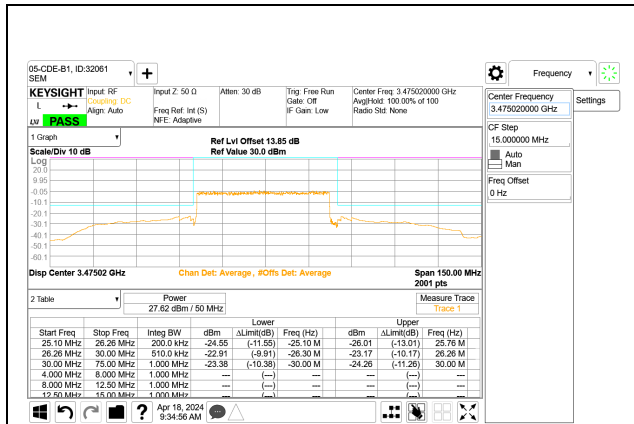 05-CDE-B1, ID:32061
SEM
Frequency
KEYSIGHT Input: RF Input Z: 50 Ω Atten: 30 dB Trig: Free Run Center Freq: 3.475020000 GHz
L Coupling: DC Gate: Off Avg|Hold: 100.00% of 100
Align: Auto Freq Ref: Int (S) IF Gain: Low Radio Std: None
LXI PASS NFE: Adaptive
Center Frequency
3.475020000 GHz
Settings
CF Step
15.000000 MHz
Auto
Man
Freq Offset
0 Hz
1 Graph
Scale/Div 10 dB
Ref Lvl Offset 13.85 dB
Ref Value 30.0 dBm
Log
20.0
9.95
-0.05
-10.1
-20.1
-30.1
-40.1
-50.1
-60.1
Disp Center 3.47502 GHz Chan Det: Average, #Offs Det: Average Span 150.00 MHz
2001 pts
2 Table
Power
27.62 dBm / 50 MHz
Measure Trace
Trace 1
Lower Upper
Start Freq Stop Freq Integ BW dBm ΔLimit(dB) Freq (Hz) dBm ΔLimit(dB) Freq (Hz)
25.10 MHz 26.26 MHz 200.0 kHz -24.55 (-11.55) -25.10 M -26.01 (-13.01) 25.76 M
26.26 MHz 30.00 MHz 510.0 kHz -22.91 (-9.91) -26.30 M -23.17 (-10.17) 26.26 M
30.00 MHz 75.00 MHz 1.000 MHz -23.38 (-10.38) -30.00 M -24.26 (-11.26) 30.00 M
4.000 MHz 8.000 MHz 1.000 MHz --- (---) --- (---)
8.000 MHz 12.50 MHz 1.000 MHz --- (---) --- (---)
12.50 MHz 15.00 MHz 1.000 MHz --- (---) --- (---)
? Apr 18, 2024
9:34:56 AM